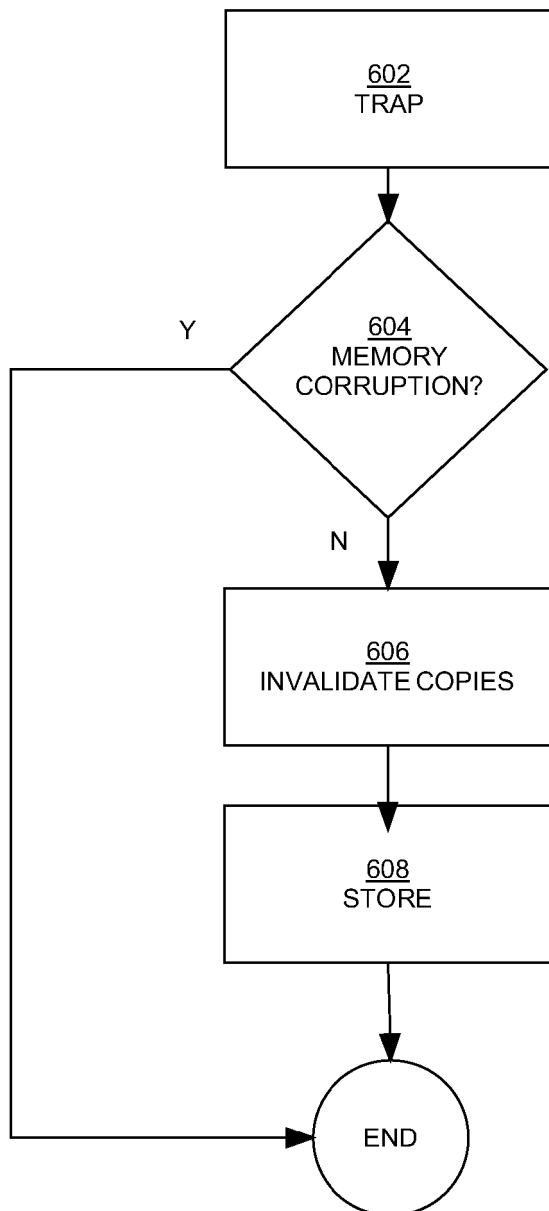 602
TRAP
Y
604
MEMORY
CORRUPTION?
N
606
INVALIDATE COPIES
608
STORE
END